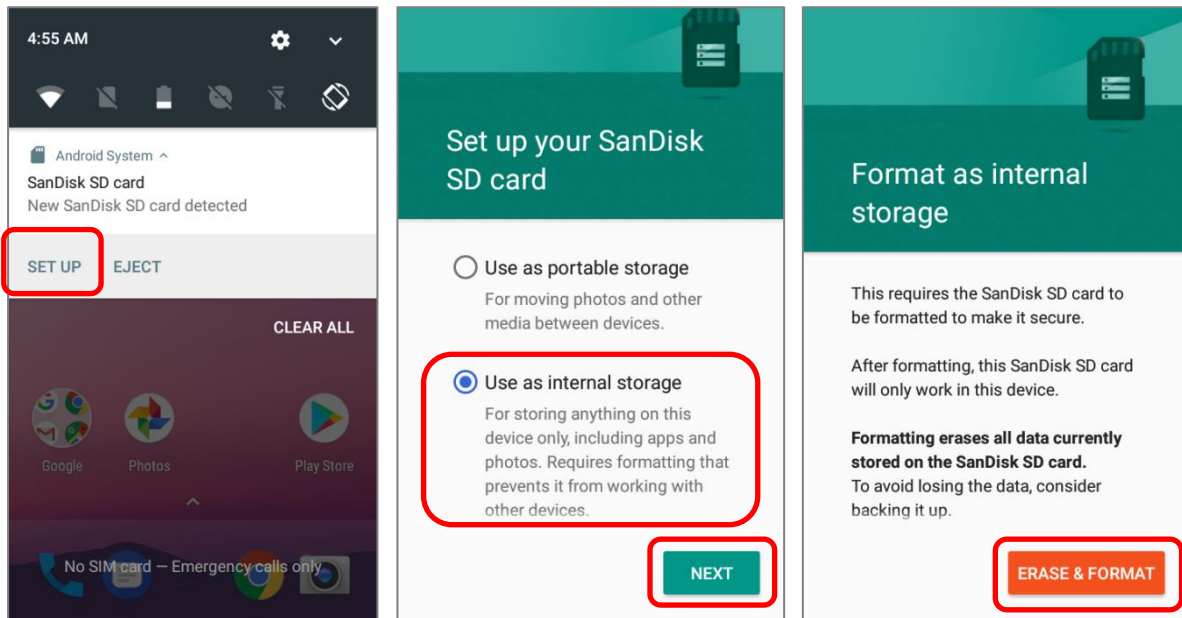 4:55 AM
Android System
SanDisk SD card
New SanDisk SD card detected
SET UP EJECT
CLEAR ALL
Google Photos Play Store
No SIM card — Emergency calls only
Set up your SanDisk
SD card
Use as portable storage
For moving photos and other
media between devices.
Use as internal storage
For storing anything on this
device only, including apps and
photos. Requires formatting that
prevents it from working with
other devices.
NEXT
Format as internal
storage
This requires the SanDisk SD card to
be formatted to make it secure.
After formatting, this SanDisk SD card
will only work in this device.
Formatting erases all data currently
stored on the SanDisk SD card.
To avoid losing the data, consider
backing it up.
ERASE & FORMAT